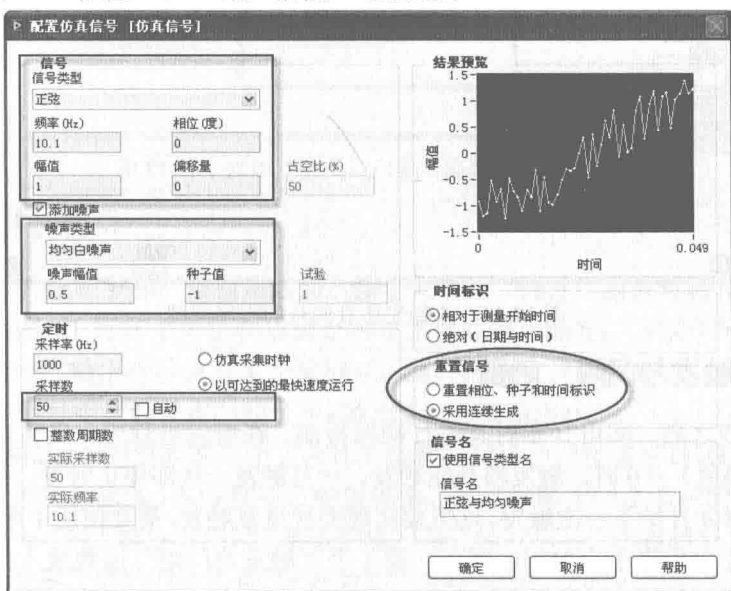 配置仿真信号 [仿真信号]
信号
信号类型
正弦
频率(Hz)
相位(度)
10.1
0
幅值
偏移量
占空比(%)
1
0
50
添加噪声
噪声类型
均匀白噪声
噪声幅值
种子值
试验
0.5
-1
1
定时
采样率(Hz)
1000
仿真采集时钟
采样数
以可达到的最快速度运行
50
自动
整数周期数
实际采样数
50
实际频率
10.1
结果预览
1.5
1
0.5
0
-0.5
-1
-1.5
幅值
0
0.049
时间
时间标识
相对于测量开始时间
绝对(日期与时间)
重置信号
重置相位、种子和时间标识
采用连续生成
信号名
使用信号类型名
信号名
正弦与均匀噪声
确定
取消
帮助